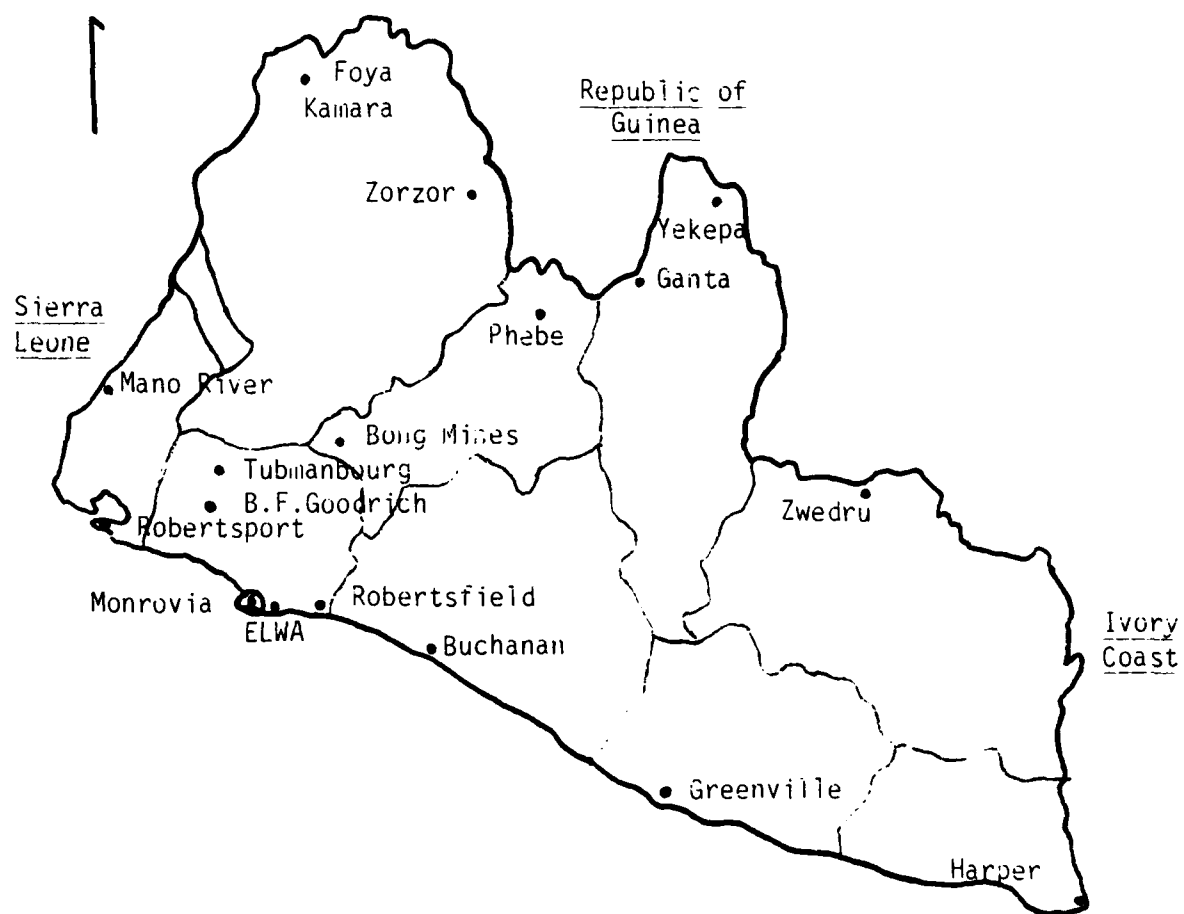 Foya
Kamara
Republic of
Guinea
Zorzor
Yekepa
Ganta
Sierra
Leone
Phebe
Mano River
Bong Mines
Tubmanbourg
B.F.Goodrich
Zwedru
Robertsport
Monrovia
Robertsfield
ELWA
Buchanan
Ivory
Coast
Greenville
Harper